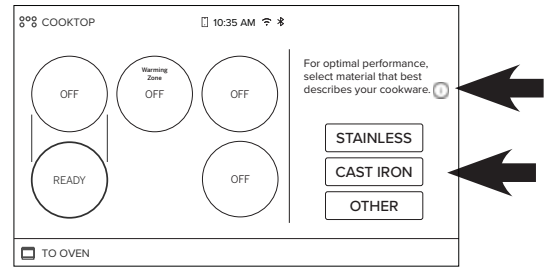 COOKTOP
10:35 AM
OFF
Warming
Zone
OFF
OFF
READY
OFF
For optimal performance,
select material that best
describes your cookware.
STAINLESS
CAST IRON
OTHER
TO OVEN